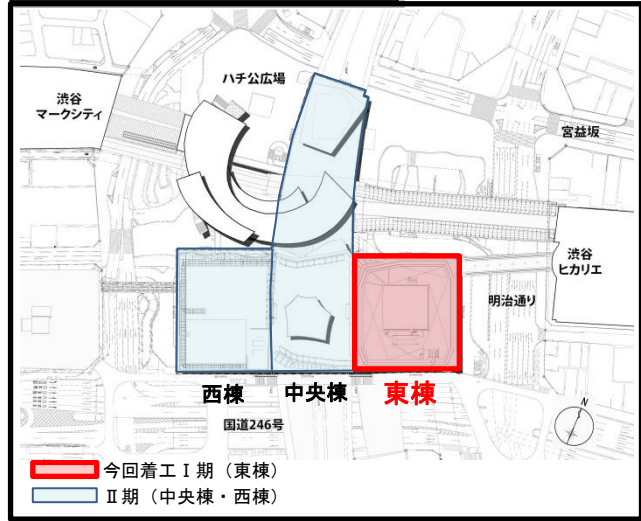 ハチ公広場
渋谷
マークシティ
宮益坂
渋谷
ヒカリエ
明治通り
西棟
中央棟
東棟
国道246号
N
今回着工Ⅰ期（東棟）
Ⅱ期（中央棟・西棟）